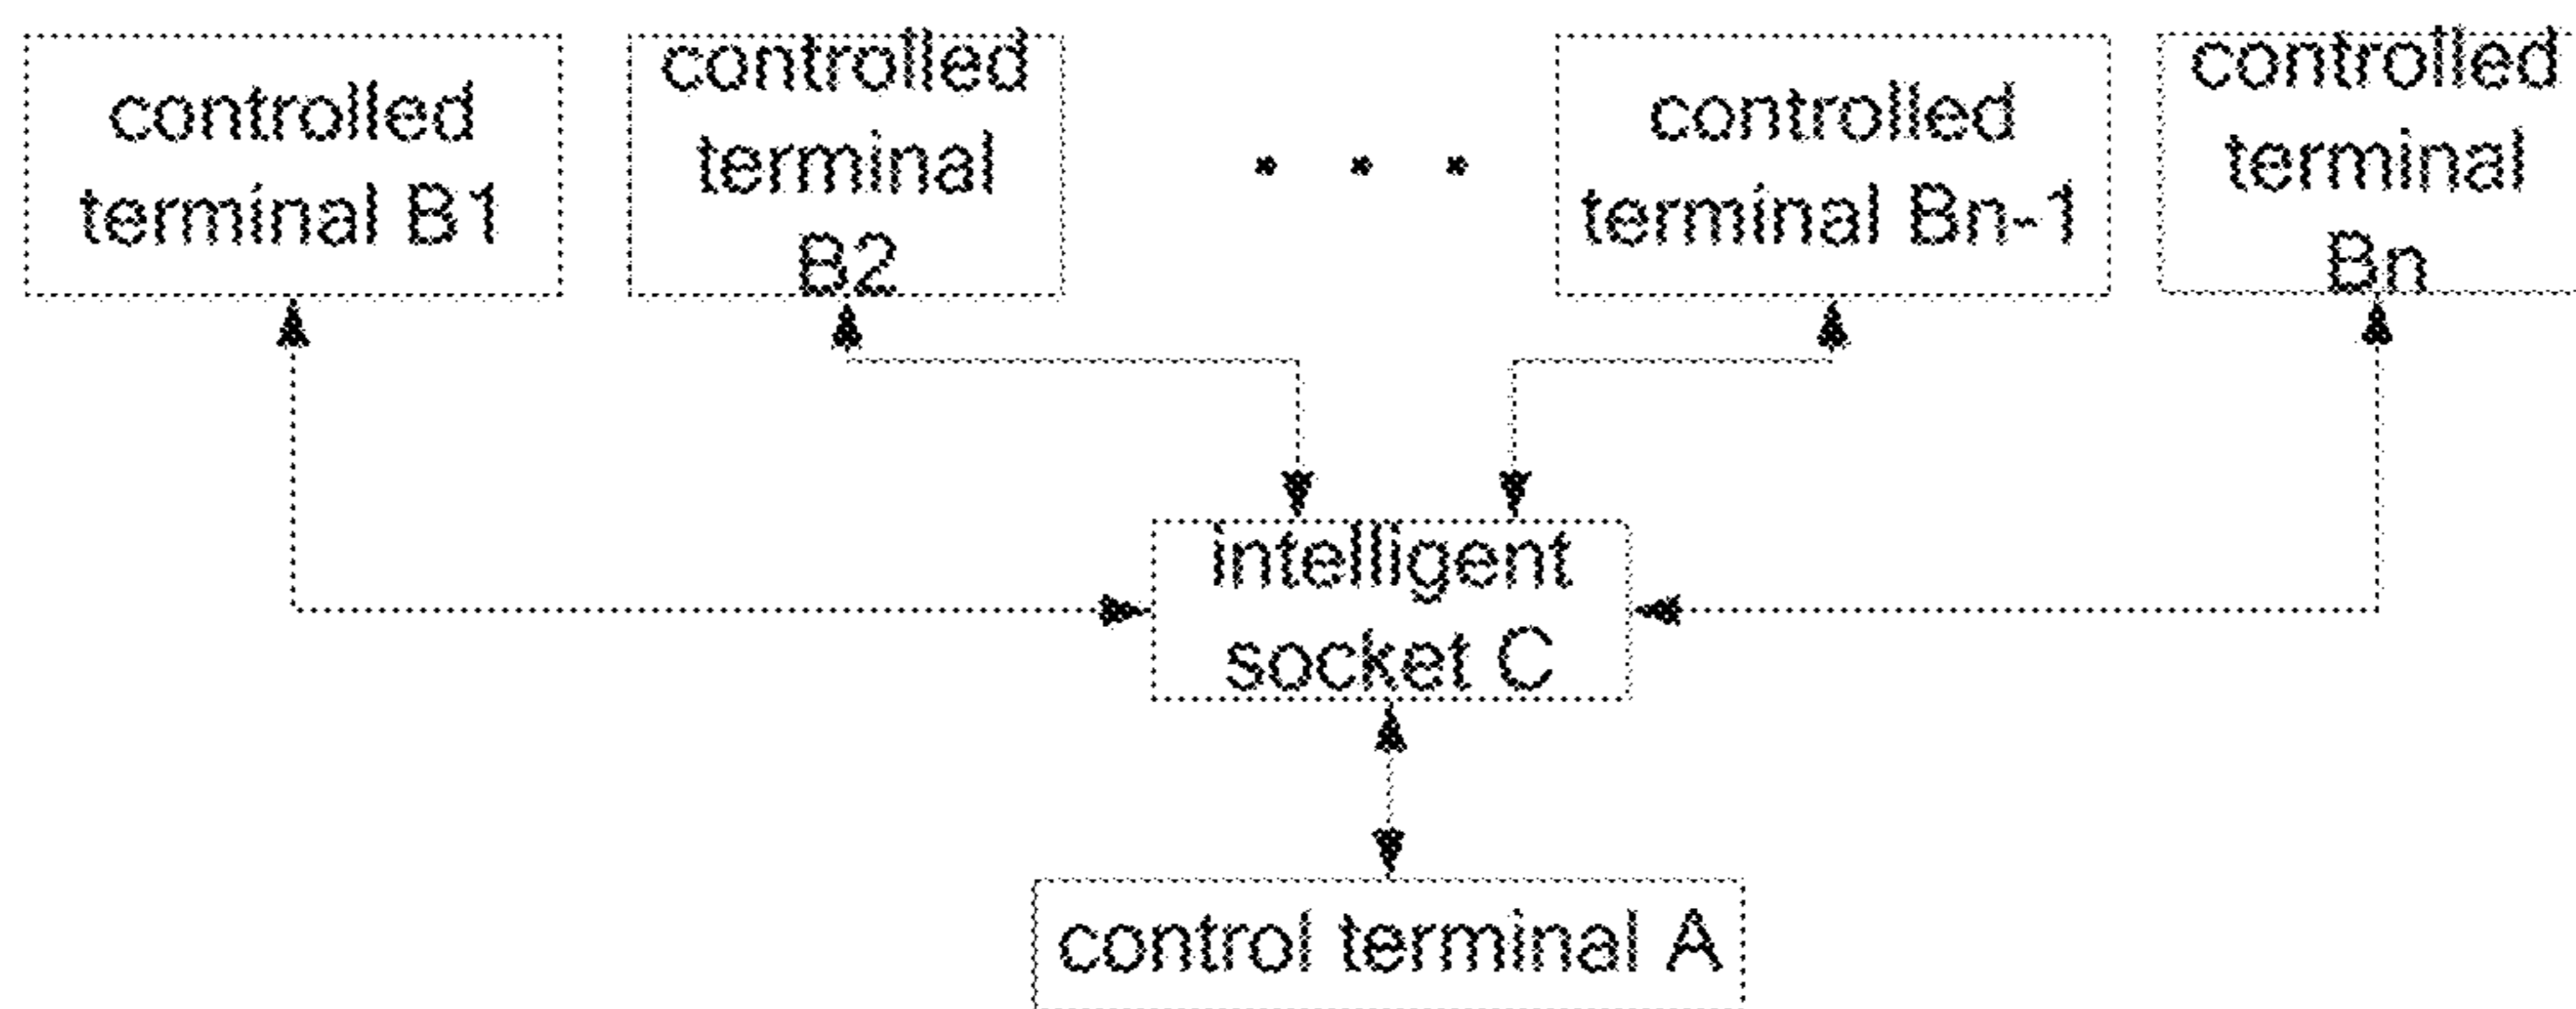 controlled
terminal B1
controlled
terminal
B2
. . .
controlled
terminal Bn-1
controlled
terminal
Bn
intelligent
socket C
control terminal A